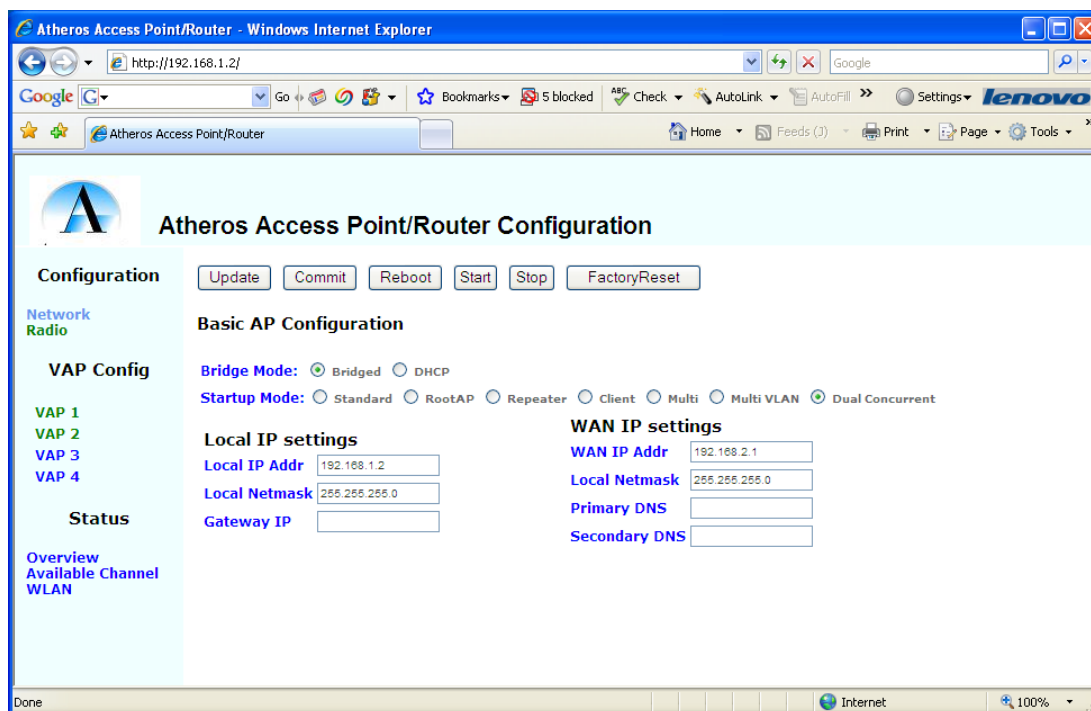 Atheros Access Point/Router - Windows Internet Explorer
http://192.168.1.2/
Google
Google G Go Bookmarks 5 blocked ABC Check AutoLink AutoFill >> Settings lenovo
Atheros Access Point/Router Home Feeds (J) Print Page Tools
A
Atheros Access Point/Router Configuration
Configuration
Update Commit Reboot Start Stop FactoryReset
Network
Radio
Basic AP Configuration
VAP Config
Bridge Mode: Bridged DHCP
Startup Mode: Standard RootAP Repeater Client Multi Multi VLAN Dual Concurrent
VAP 1
VAP 2
VAP 3
VAP 4
Local IP settings
Local IP Addr 192.168.1.2
Local Netmask 255.255.255.0
Gateway IP
WAN IP settings
WAN IP Addr 192.168.2.1
Local Netmask 255.255.255.0
Primary DNS
Secondary DNS
Status
Overview
Available Channel
WLAN
Done Internet 100%